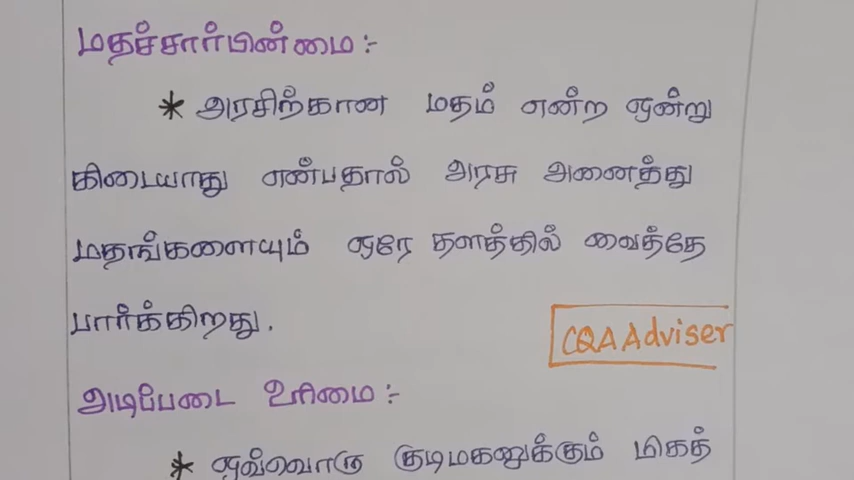 மதச்சார்பின்மை :-
* அரசிற்கான மதம் என்ற ஒன்று
கிடையாது என்பதால் அரசு அனைத்து
மதங்களையும் ஒரே தளத்தில் வைத்தே
பார்க்கிறது.
CQA Adviser
அடிப்படை உரிமை :-
* ஒவ்வொரு குடிமகனுக்கும் மிகத்